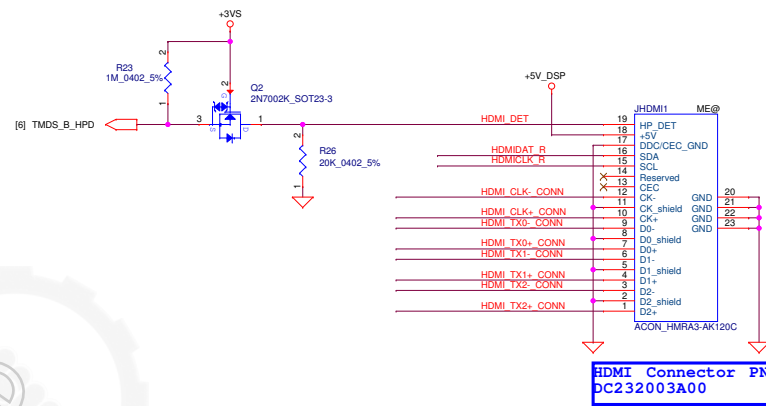 +3VS
R23
1M_0402_5%
2
1
2
G
Q2
2N7002K_SOT23-3
[6] TMDS_B_HPD
3
S
D
1
2
R26
20K_0402_5%
1
+5V_DSP
JHDMI1 ME@
HDMI_DET 19 HP_DET
18 +5V
17 DDC/CEC_GND
HDMIDAT_R 16 SDA
HDMICLK_R 15 SCL
14 Reserved
13 CEC
HDMI_CLK-_CONN 12 CK- GND 20
11 CK_shield GND 21
HDMI_CLK+_CONN 10 CK+ GND 22
HDMI_TX0-_CONN 9 D0- GND 23
8 D0_shield
HDMI_TX0+_CONN 7 D0+
HDMI_TX1-_CONN 6 D1-
5 D1_shield
HDMI_TX1+_CONN 4 D1+
HDMI_TX2-_CONN 3 D2-
2 D2_shield
HDMI_TX2+_CONN 1 D2+
ACON_HMRA3-AK120C
HDMI Connector PN
DC232003A00